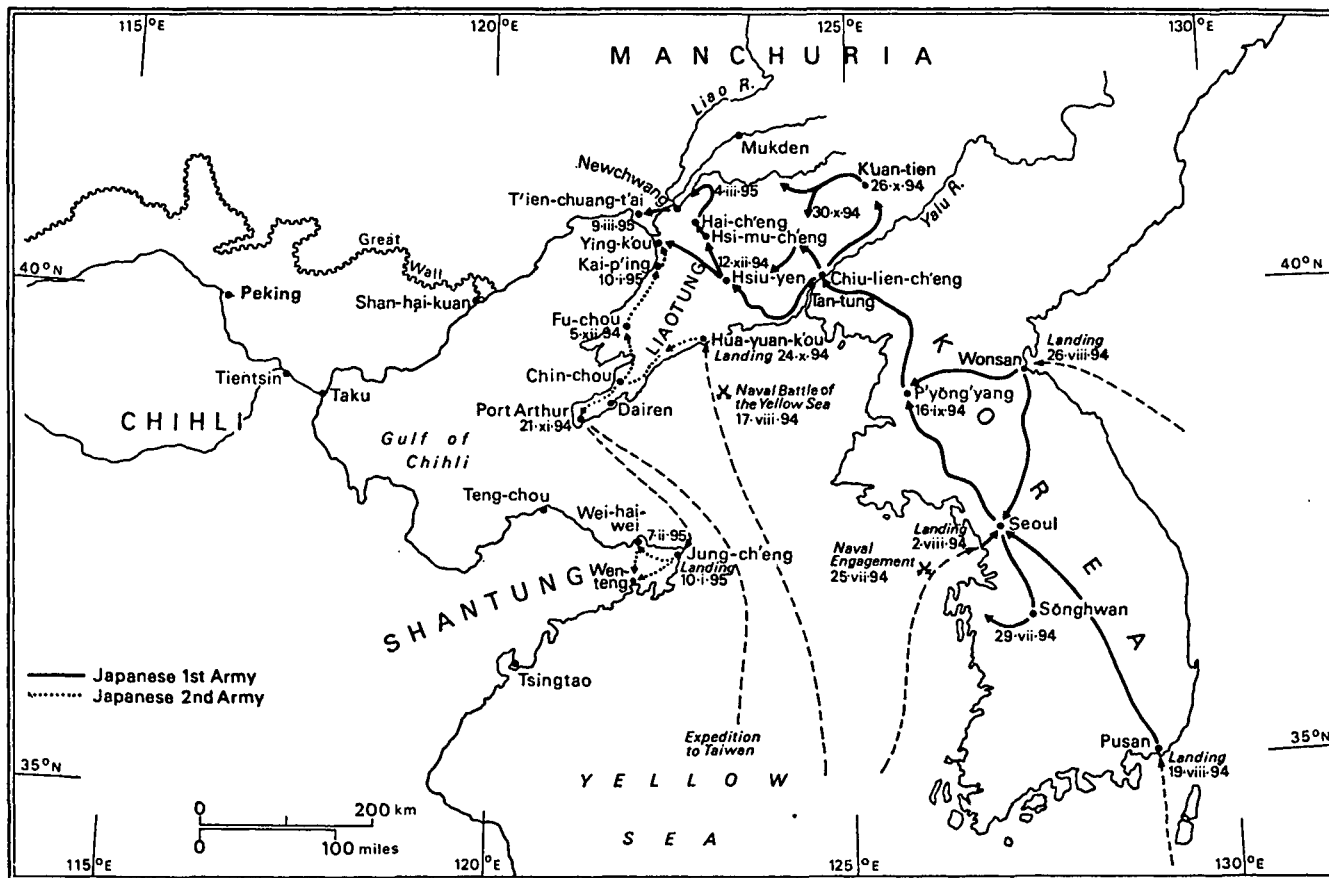 115°E
120°E
125°E
130°E
MANCHURIA
Liao R.
Mukden
Newchwang
K'uan-tien
26·x·94
4·iii·95
T'ien-chuang-t'ai
9·iii·95
30·x·94
Yalu R.
Hai-ch'eng
Hsi-mu-ch'eng
Ying-k'ou
Great
Wall
Kai-p'ing
10·i·95
12·xii·94
Hsiu-yen
Chiu-lien-ch'eng
Tan-tung
40°N
40°N
Peking
Shan-hai-kuan
Fu-chou
5·xii·94
LIAOTUNG
Hua-yuan-k'ou
Landing 24·x·94
Landing
26·viii·94
Wonsan
Tientsin
Taku
Chin-chou
Dairen
Port Arthur
21·xi·94
Naval Battle of
the Yellow Sea
17·viii·94
P'yŏng'yang
16·ix·94
KOREA
CHIHLI
Gulf of
Chihli
Teng-chou
Wei-hai-
wei
7·ii·95
Jung-ch'eng
Landing
10·i·95
Wen-
teng
SHANTUNG
Landing
2·viii·94
Seoul
Naval
Engagement
25·vii·94
Sŏnghwan
29·vii·94
Japanese 1st Army
Japanese 2nd Army
Tsingtao
Expedition
to Taiwan
Pusan
Landing
19·viii·94
35°N
35°N
YELLOW
SEA
0 200 km
0 100 miles
115°E
120°E
125°E
130°E